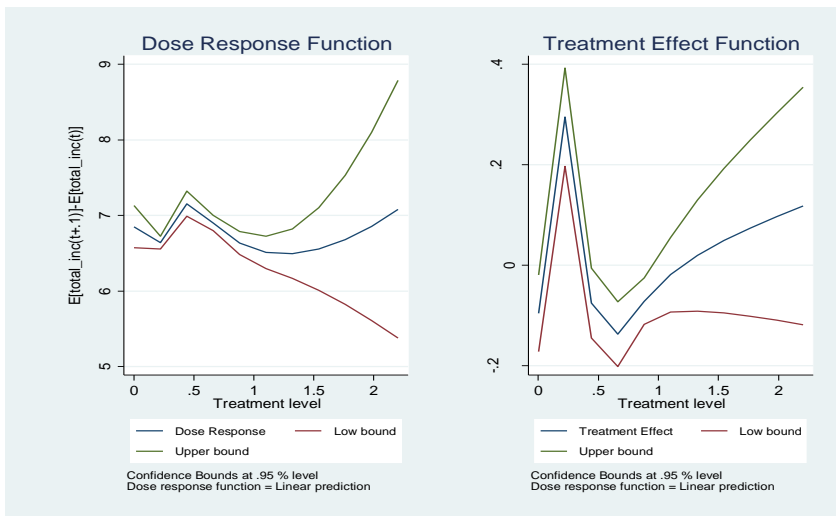 Dose Response Function
E[total_inc(t+.1)]-E[total_inc(t)]
9
8
7
6
5
0 .5 1 1.5 2
Treatment level
Dose Response Low bound
Upper bound
Confidence Bounds at .95 % level
Dose response function = Linear prediction
Treatment Effect Function
.4
.2
0
-.2
0 .5 1 1.5 2
Treatment level
Treatment Effect Low bound
Upper bound
Confidence Bounds at .95 % level
Dose response function = Linear prediction